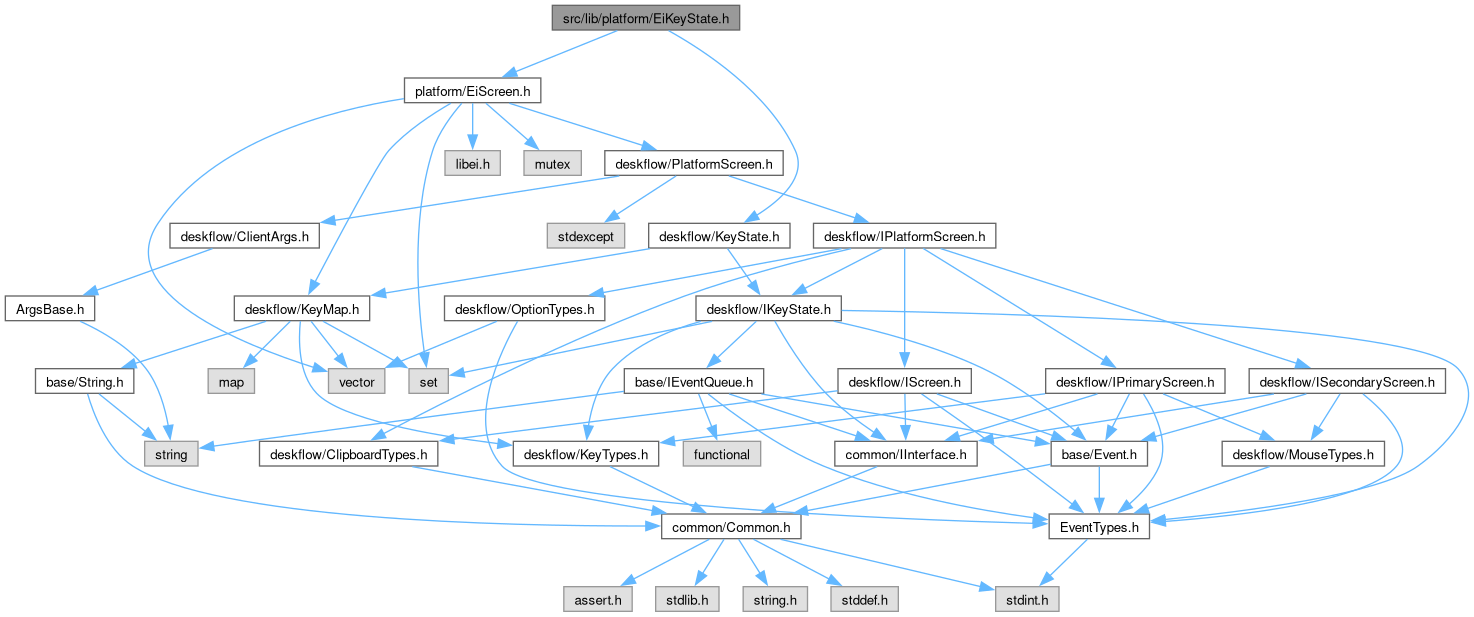 src/lib/platform/EiKeyState.h
platform/EiScreen.h
libei.h
mutex
deskflow/PlatformScreen.h
deskflow/ClientArgs.h
stdexcept
deskflow/KeyState.h
deskflow/IPlatformScreen.h
ArgsBase.h
deskflow/KeyMap.h
deskflow/OptionTypes.h
deskflow/IKeyState.h
base/String.h
map
vector
set
base/IEventQueue.h
deskflow/IScreen.h
deskflow/IPrimaryScreen.h
deskflow/ISecondaryScreen.h
string
deskflow/ClipboardTypes.h
deskflow/KeyTypes.h
functional
common/IInterface.h
base/Event.h
deskflow/MouseTypes.h
common/Common.h
EventTypes.h
assert.h
stdlib.h
string.h
stddef.h
stdint.h